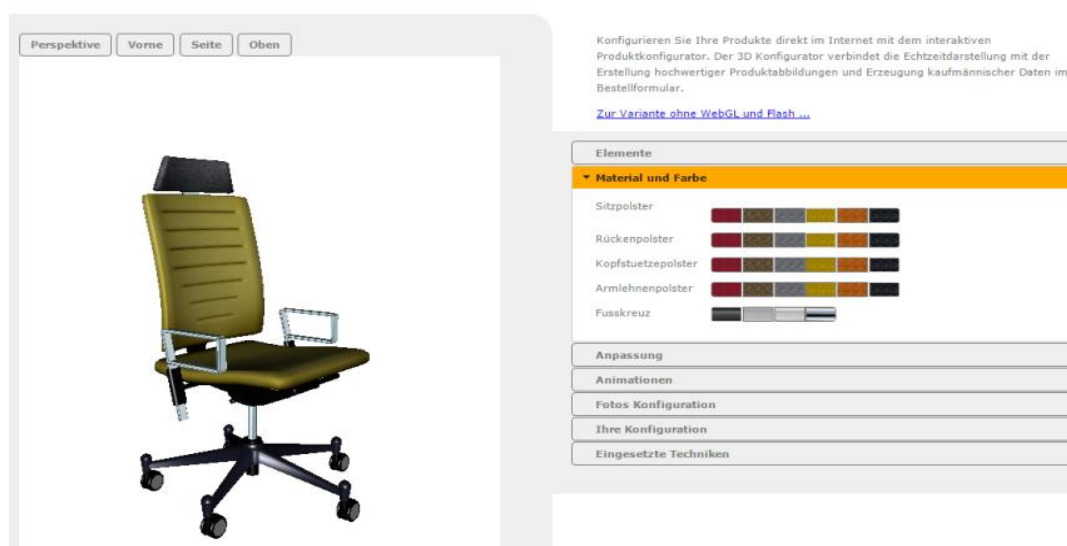 Perspektive Vorne Seite Oben
Konfigurieren Sie Ihre Produkte direkt im Internet mit dem interaktiven
Produktkonfigurator. Der 3D Konfigurator verbindet die Echtzeitdarstellung mit der
Erstellung hochwertiger Produktabbildungen und Erzeugung kaufmännischer Daten im
Bestellformular.
Zur Variante ohne WebGL und Flash ...
Elemente
Material und Farbe
Sitzpolster
Rückenpolster
Kopfstuetzepolster
Armlehnenpolster
Fusskreuz
Anpassung
Animationen
Fotos Konfiguration
Ihre Konfiguration
Eingesetzte Techniken